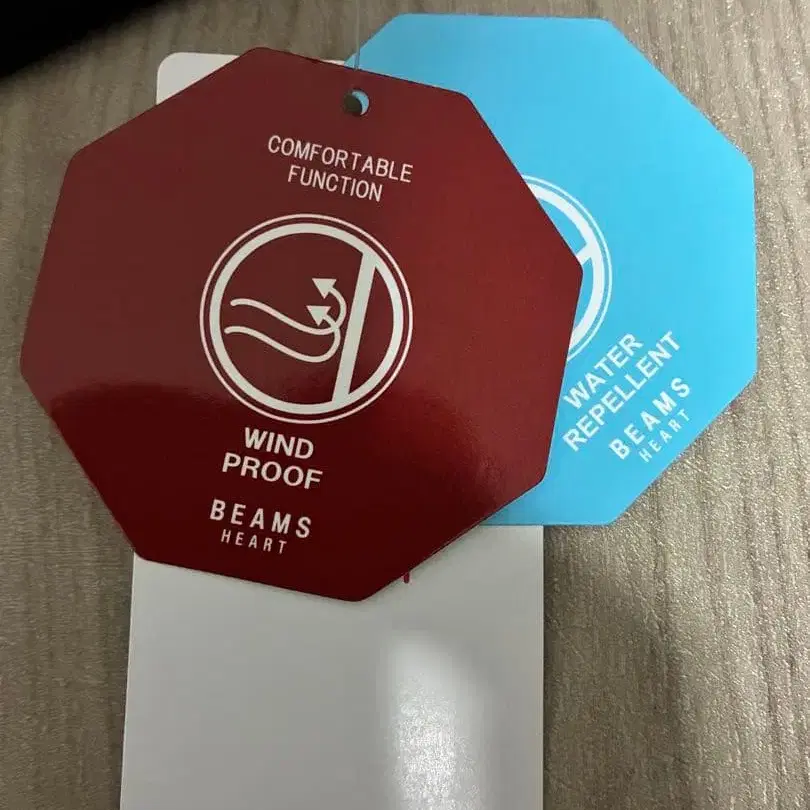 COMFORTABLE
FUNCTION
WIND
PROOF
BEAMS
HEART
WATER
REPELLENT
BEAMS
HEART